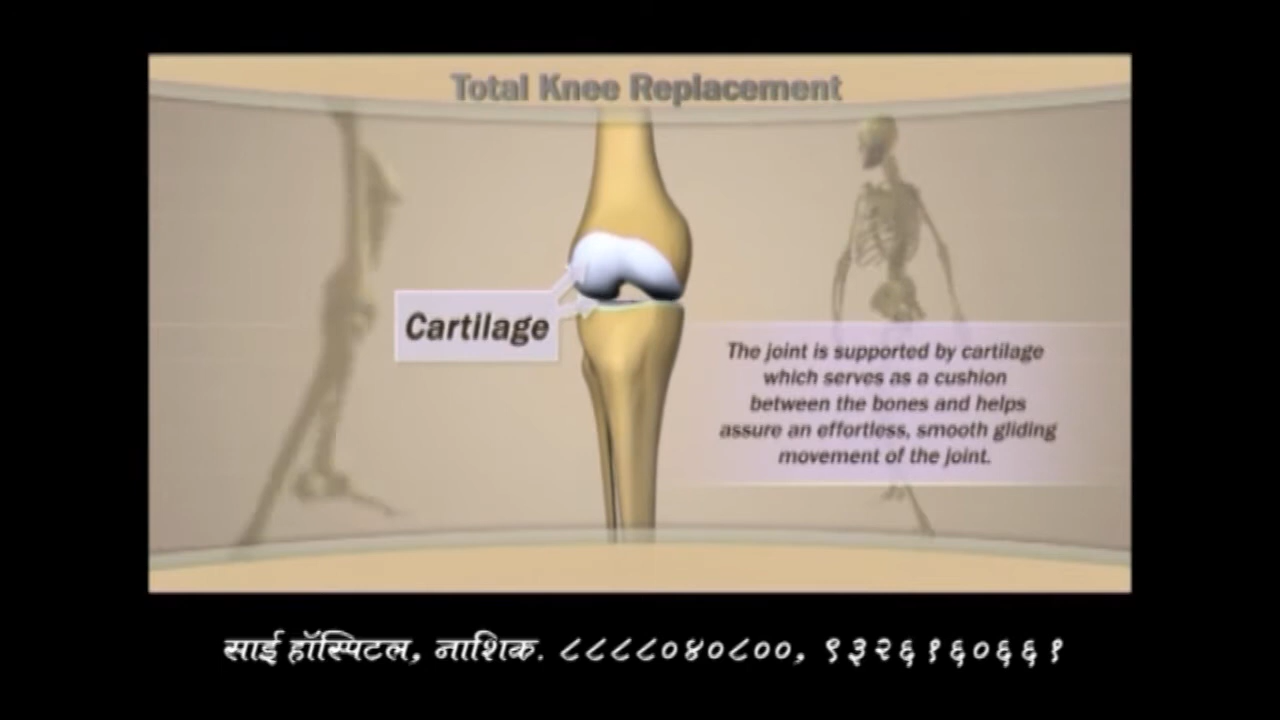 Total Knee Replacement
Cartilage
The joint is supported by cartilage
which serves as a cushion
between the bones and helps
assure an effortless, smooth gliding
movement of the joint.
साई हॉस्पिटल, नाशिक. ८८८८०४०८००, ९३२६१६०६६१